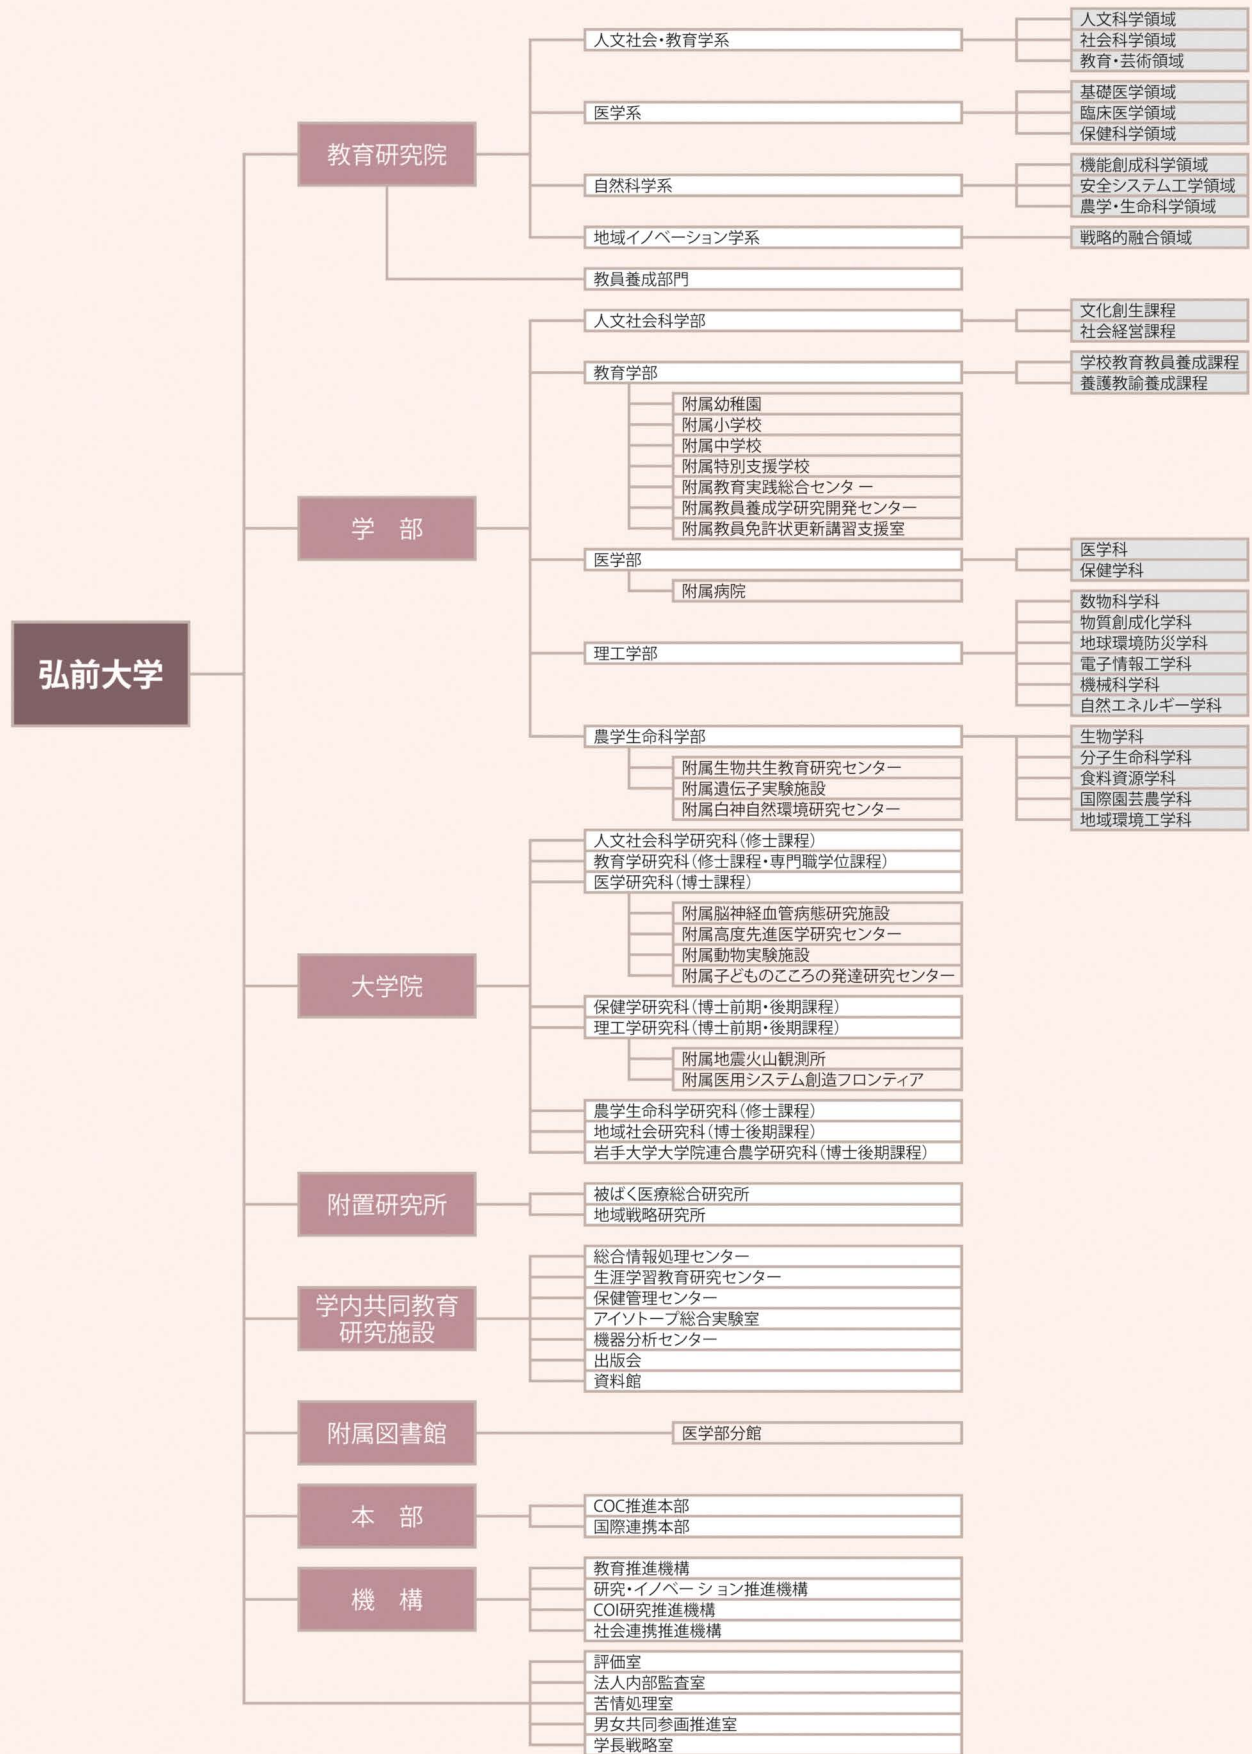 弘前大学
教育研究院
人文社会・教育学系
人文科学領域
社会科学領域
教育・芸術領域
医学系
基礎医学領域
臨床医学領域
保健科学領域
自然科学系
機能創成科学領域
安全システム工学領域
農学・生命科学領域
地域イノベーション学系
戦略的融合領域
教員養成部門
学 部
人文社会科学部
文化創生課程
社会経営課程
教育学部
学校教育教員養成課程
養護教諭養成課程
附属幼稚園
附属小学校
附属中学校
附属特別支援学校
附属教育実践総合センター
附属教員養成学研究開発センター
附属教員免許状更新講習支援室
医学部
医学科
保健学科
附属病院
理工学部
数物科学科
物質創成化学科
地球環境防災学科
電子情報工学科
機械科学科
自然エネルギー学科
農学生命科学部
生物学科
分子生命科学科
食料資源学科
国際園芸農学科
地域環境工学科
附属生物共生教育研究センター
附属遺伝子実験施設
附属白神自然環境研究センター
大学院
人文社会科学研究科(修士課程)
教育学研究科(修士課程・専門職学位課程)
医学研究科(博士課程)
附属脳神経血管病態研究施設
附属高度先進医学研究センター
附属動物実験施設
附属子どものこころの発達研究センター
保健学研究科(博士前期・後期課程)
理工学研究科(博士前期・後期課程)
附属地震火山観測所
附属医用システム創造フロンティア
農学生命科学研究科(修士課程)
地域社会研究科(博士後期課程)
岩手大学大学院連合農学研究科(博士後期課程)
附置研究所
被ばく医療総合研究所
地域戦略研究所
学内共同教育
研究施設
総合情報処理センター
生涯学習教育研究センター
保健管理センター
アイソトープ総合実験室
機器分析センター
出版会
資料館
附属図書館
医学部分館
本 部
COC推進本部
国際連携本部
機 構
教育推進機構
研究・イノベーション推進機構
COI研究推進機構
社会連携推進機構
評価室
法人内部監査室
苦情処理室
男女共同参画推進室
学長戦略室